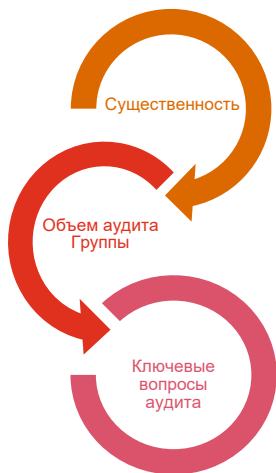 Существенность
Объем аудита
Группы
Ключевые
вопросы
аудита